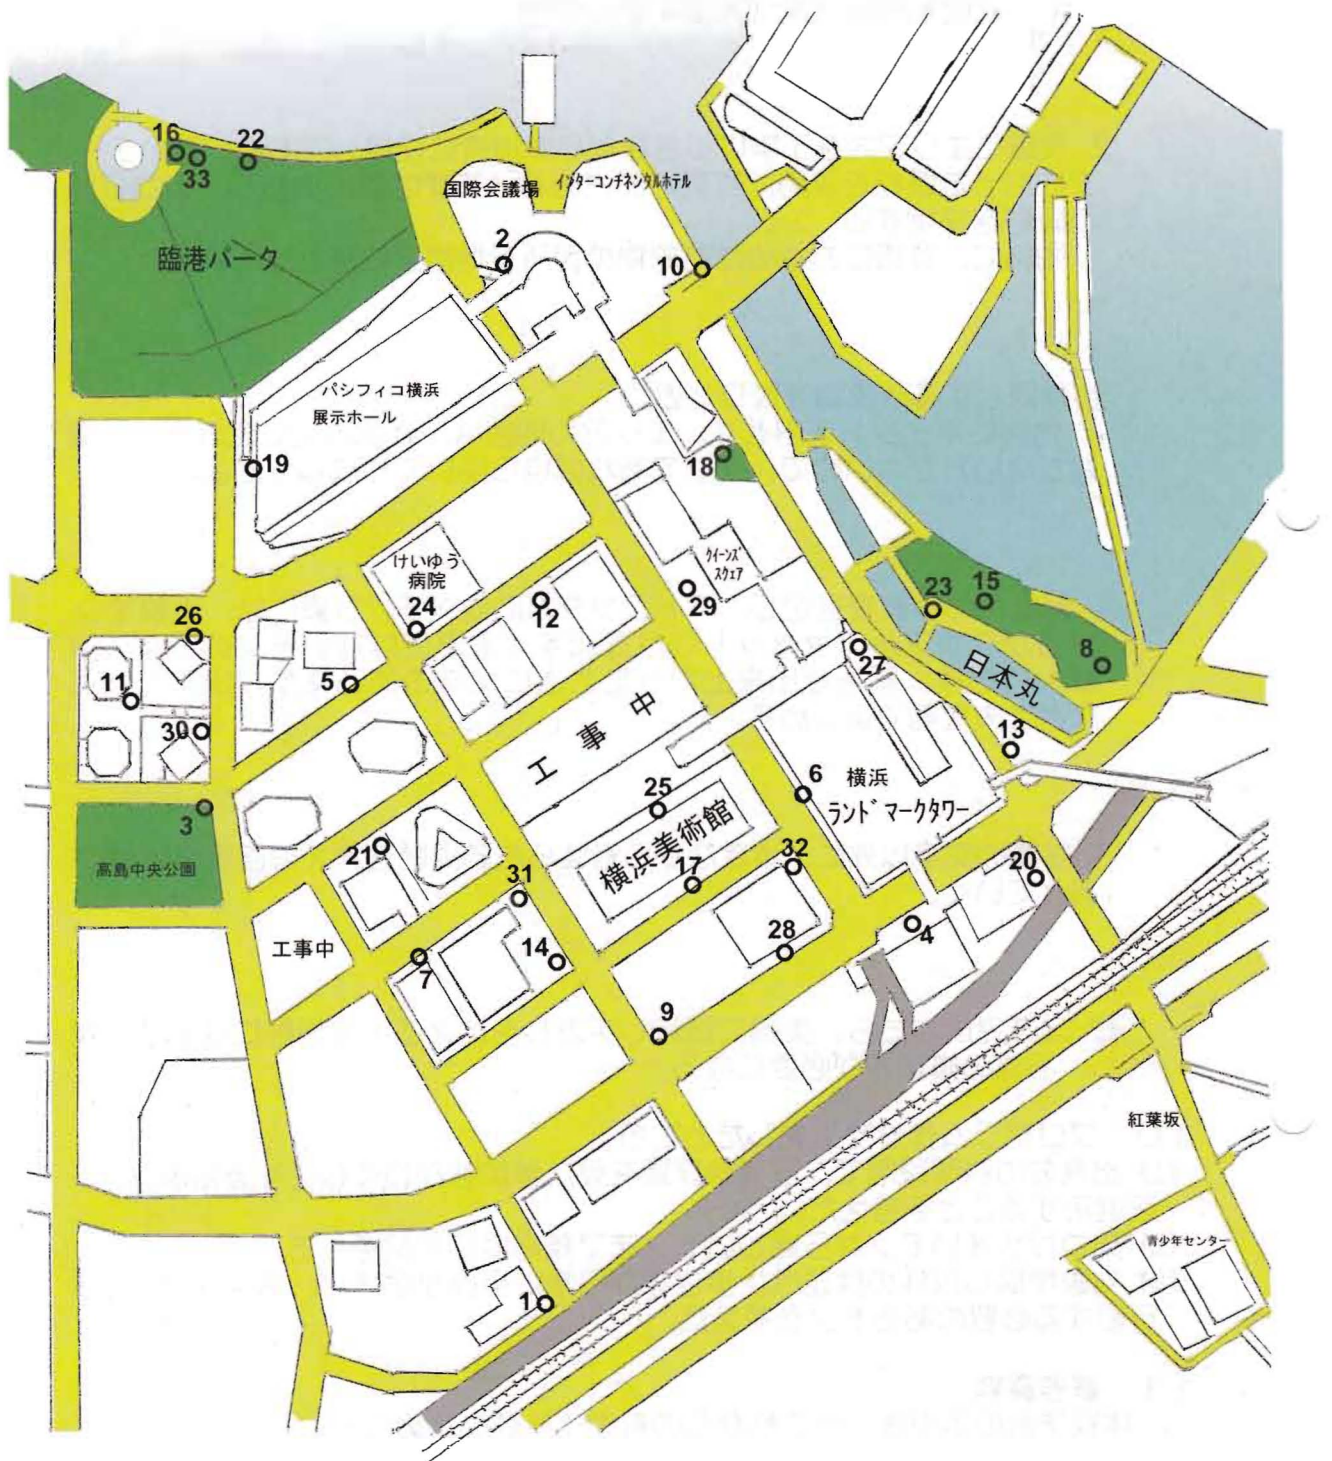 16
22
33
国際会議場
インターコンチネンタルホテル
臨港パーク
2
10
パシフィコ横浜
展示ホール
19
18
けいゆう
病院
クイーンズ
スクェア
24
12
29
26
23
15
5
27
8
日本丸
11
30
13
工事中
6
横浜
ランドマークタワー
25
3
高島中央公園
21
横浜美術館
17
32
20
31
工事中
7
14
28
4
9
紅葉坂
青少年センター
1